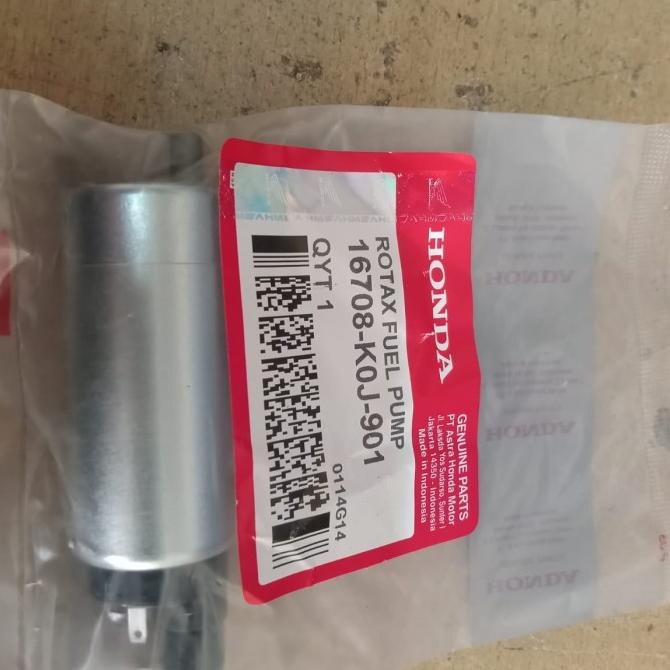 HONDA
GENUINE PARTS
PT Astra Honda Motor
Jl. Laksda Yos Sudarso, Sunter I
Jakarta 14350 - Indonesia
Made in Indonesia
ROTAX FUEL PUMP
16708-K0J-901
QYT 1
0114G14
HONDA
HONDA
HONDA